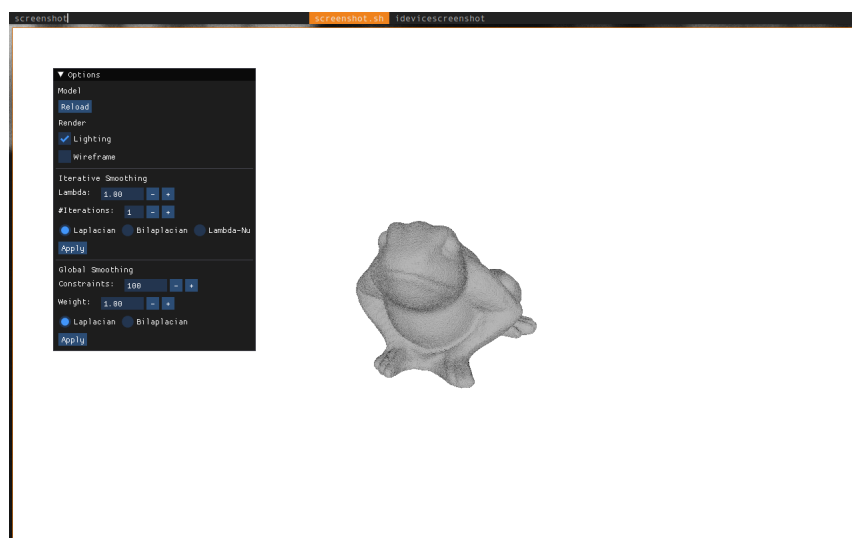 screenshot screenshot.sh idevicescreenshot
▼ Options
Model
Reload
Render
Lighting
Wireframe
Iterative Smoothing
Lambda: 1.00 - +
#Iterations: 1 - +
Laplacian Bilaplacian Lambda-Nu
Apply
Global Smoothing
Constraints: 100 - +
Weight: 1.00 - +
Laplacian Bilaplacian
Apply